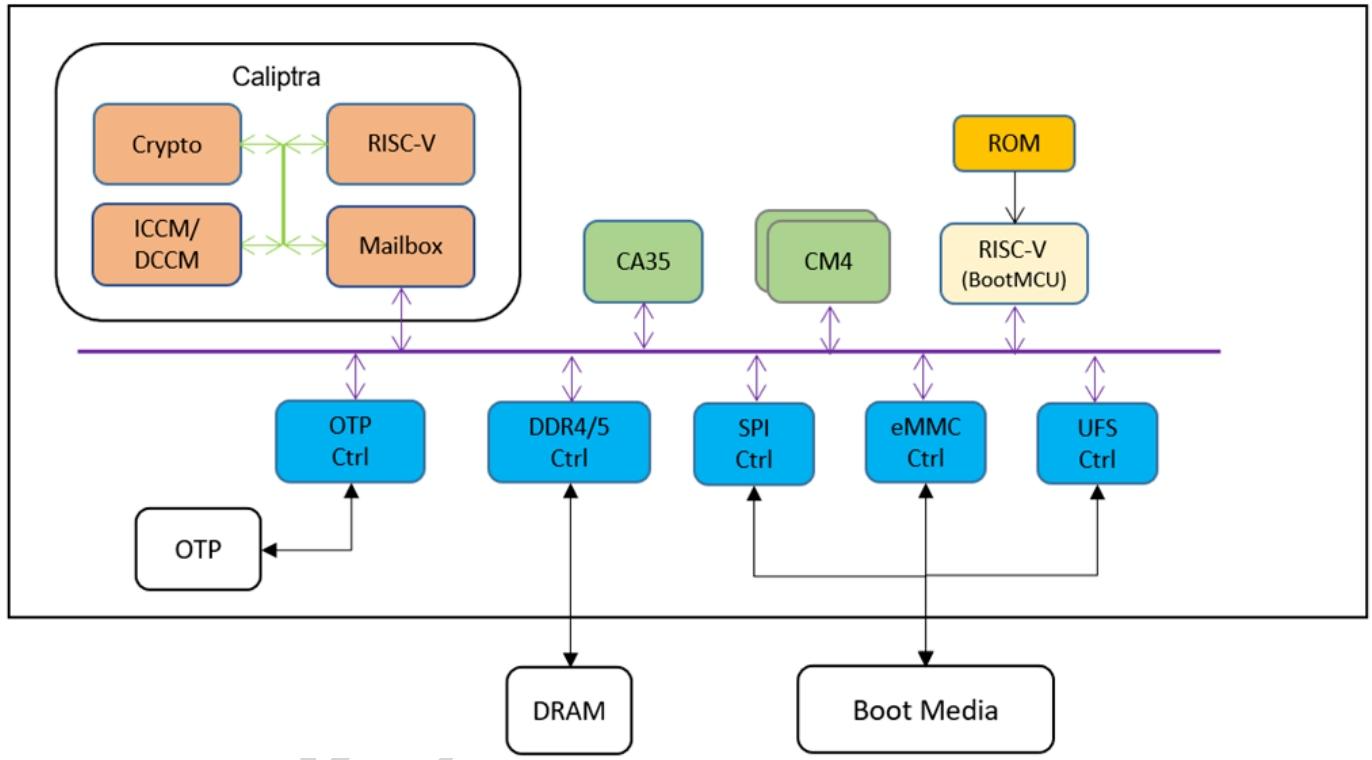 Caliptra
Crypto
RISC-V
ICCM/
DCCM
Mailbox
CA35
CM4
ROM
RISC-V
(BootMCU)
OTP
Ctrl
DDR4/5
Ctrl
SPI
Ctrl
eMMC
Ctrl
UFS
Ctrl
OTP
DRAM
Boot Media